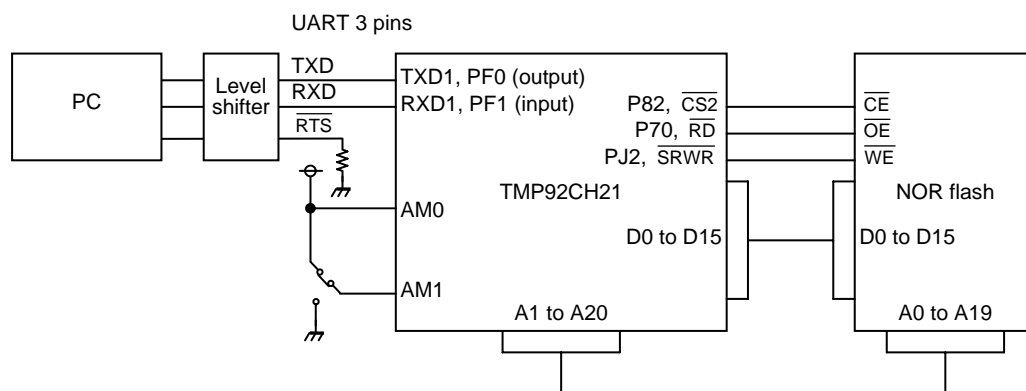 UART 3 pins
PC
Level
shifter
TXD
RXD
RTS
TXD1, PF0 (output)
RXD1, PF1 (input)
P82, CS2
P70, RD
PJ2, SRWR
CE
OE
WE
TMP92CH21
NOR flash
AM0
D0 to D15
D0 to D15
AM1
A1 to A20
A0 to A19